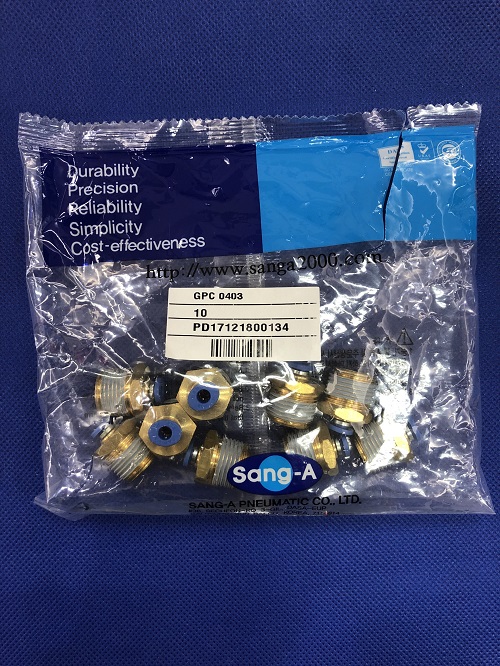 Durability
Precision
Reliability
Simplicity
Cost-effectiveness
http://www.sanga2000.com
GPC 0403
10
PD17121800134
Sang-A
SANG-A PNEUMATIC CO., LTD.